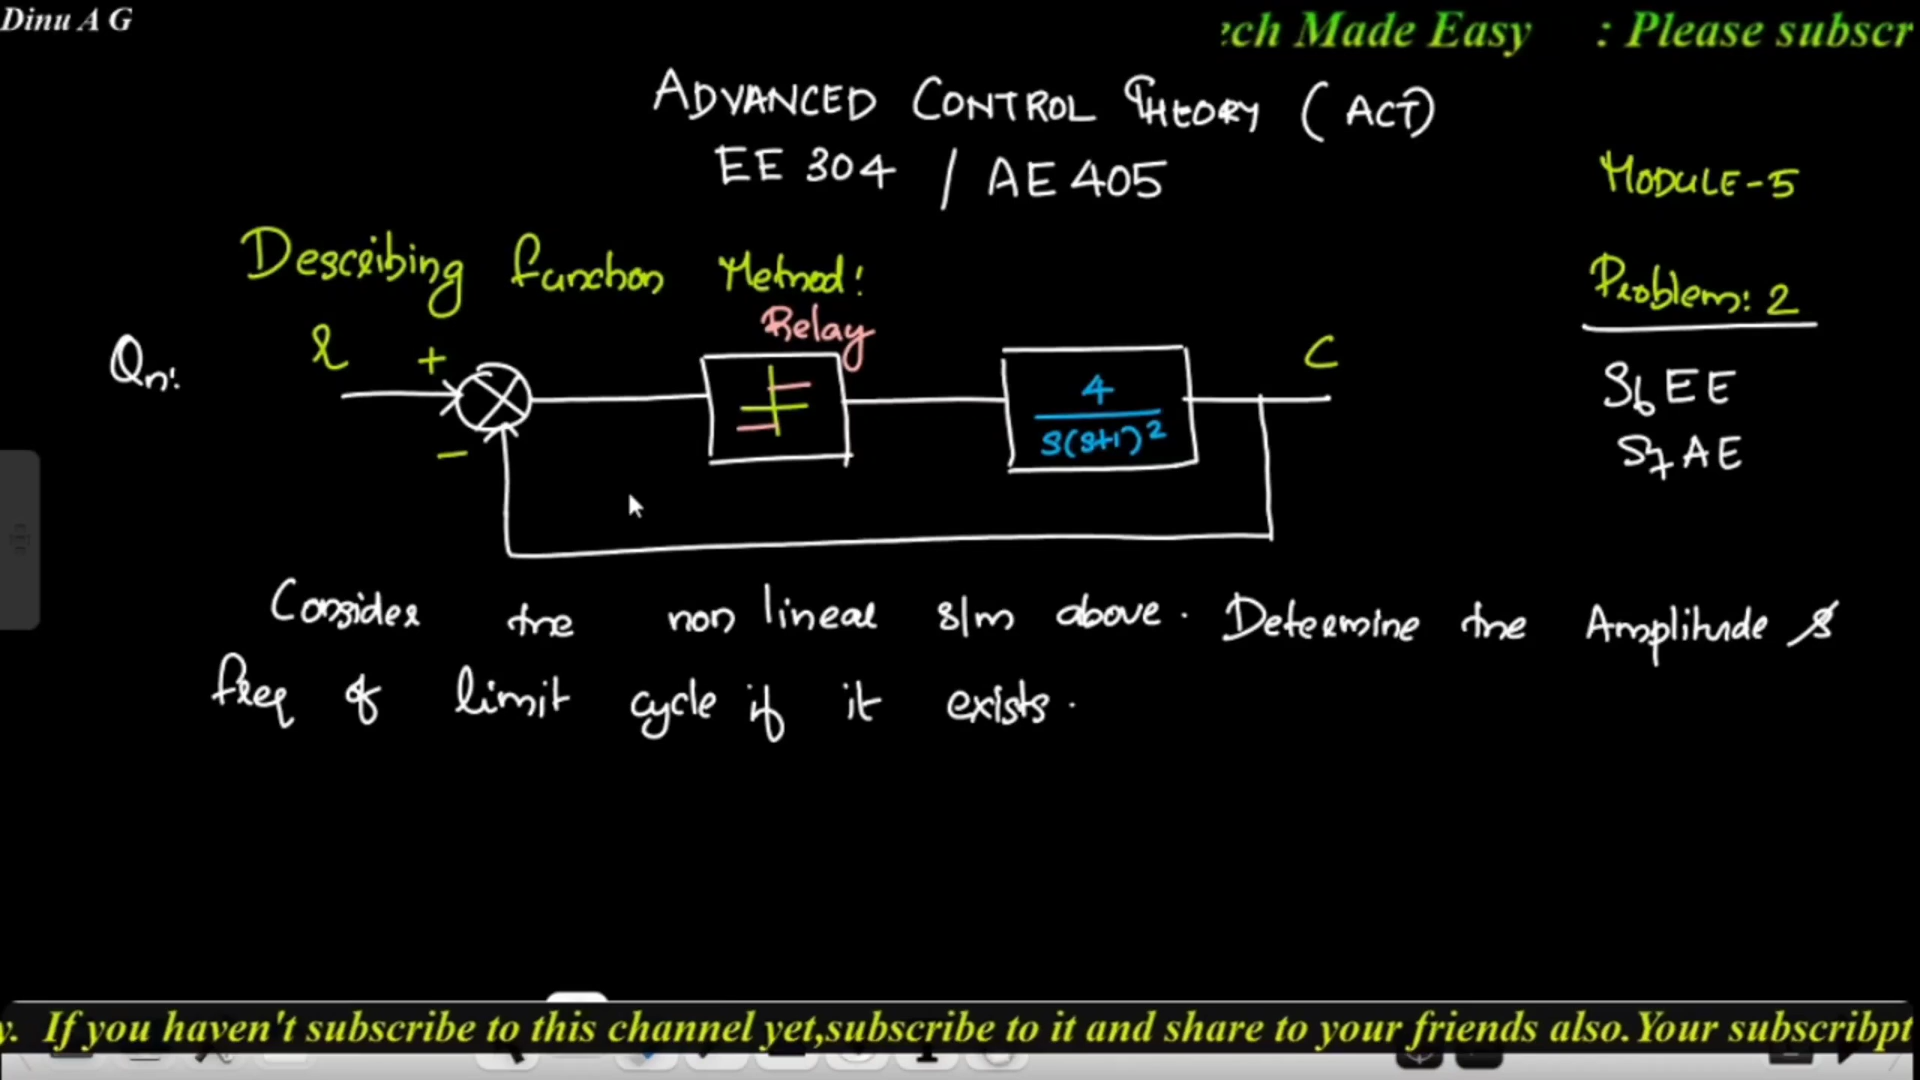 Dinu A G
ech Made Easy : Please subscr
ADVANCED CONTROL THEORY (ACT)
EE 304 / AE 405
MODULE-5
Describing function Method!
Problem: 2
Relay
Qn:
r + C
4
S(S+1)²
S6 EE
-
S7 AE
Consider the non linear s/m above. Determine the Amplitude &
freq of limit cycle if it exists.
y. If you haven't subscribe to this channel yet,subscribe to it and share to your friends also.Your subscribpt